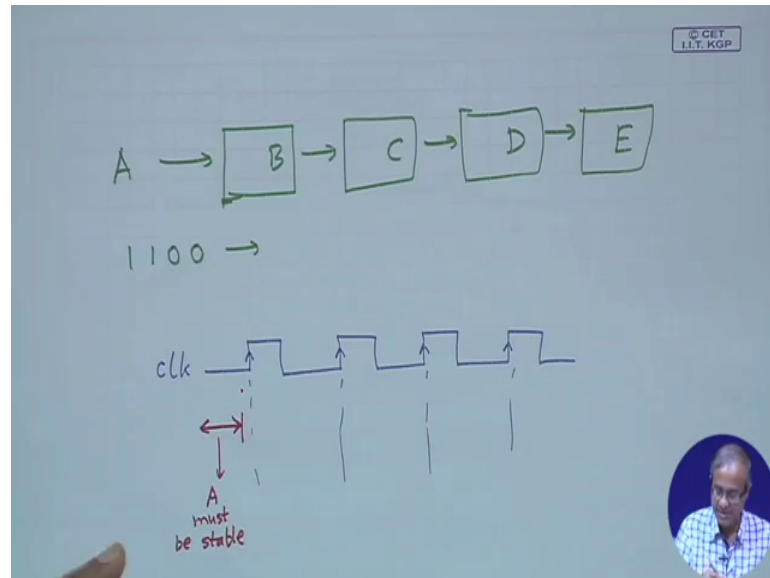 © CET
I.I.T. KGP
A → B → C → D → E
1100 →
clk
A
must
be stable